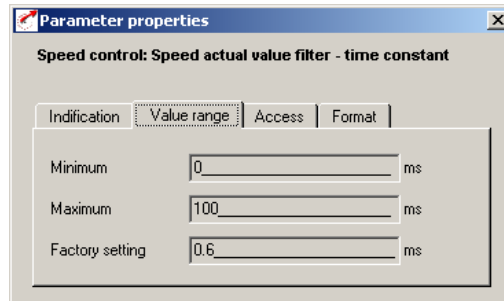 Parameter properties
Speed control: Speed actual value filter - time constant
Indification Value range Access Format
Minimum 0 ms
Maximum 100 ms
Factory setting 0.6 ms